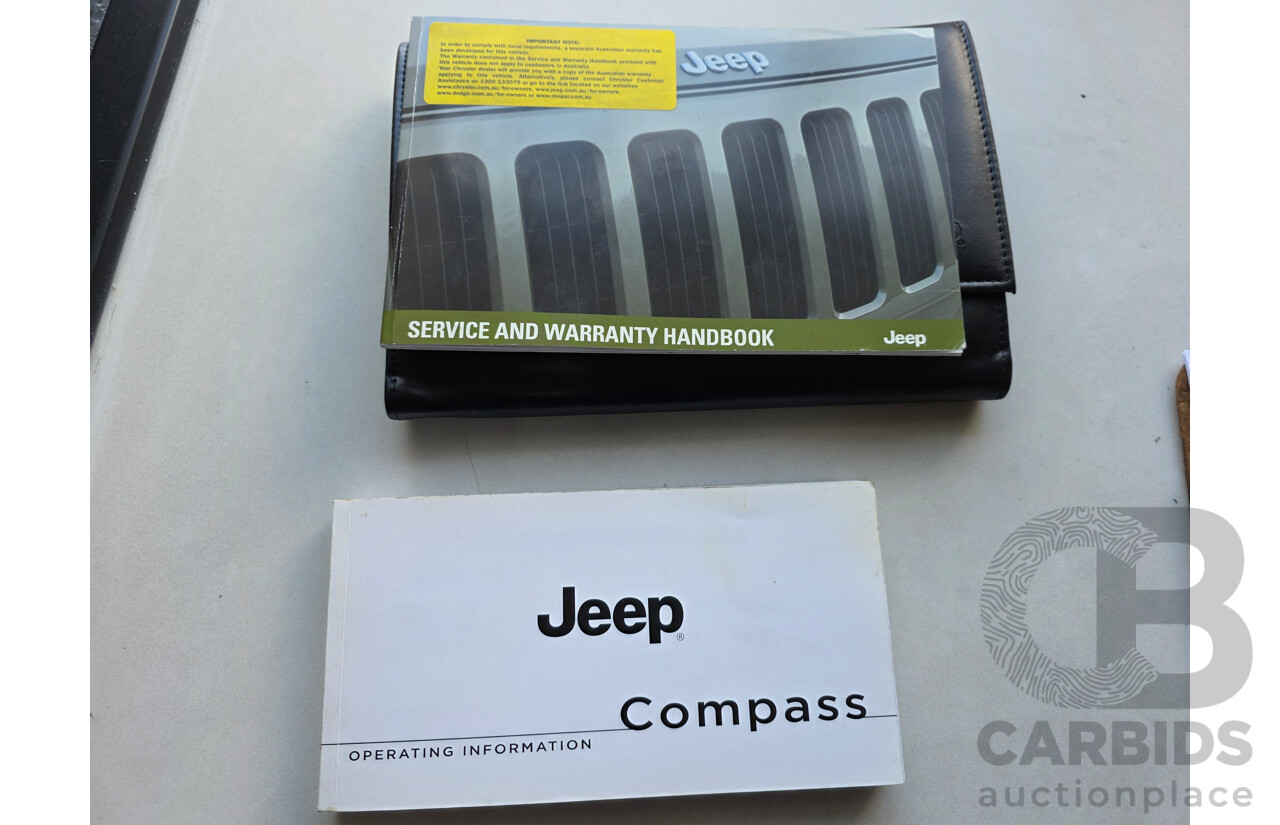 IMPORTANT NOTE:
In order to comply with local requirements, a separate Australian warranty has
been developed for this vehicle.
The Warranty contained in the Service and Warranty Handbook provided with
this vehicle does not apply to customers in Australia.
Your Chrysler dealer will provide you with a copy of the Australian warranty
applying to this vehicle. Alternatively, please contact Chrysler Customer
Assistance on 1300 133079 or go to the link located on our websites
www.chrysler.com.au/for-owners, www.jeep.com.au/for-owners,
www.dodge.com.au/for-owners or www.mopar.com.au
Jeep
SERVICE AND WARRANTY HANDBOOK
Jeep
Jeep
®
Compass
OPERATING INFORMATION
CB
CARBIDS
auctionplace